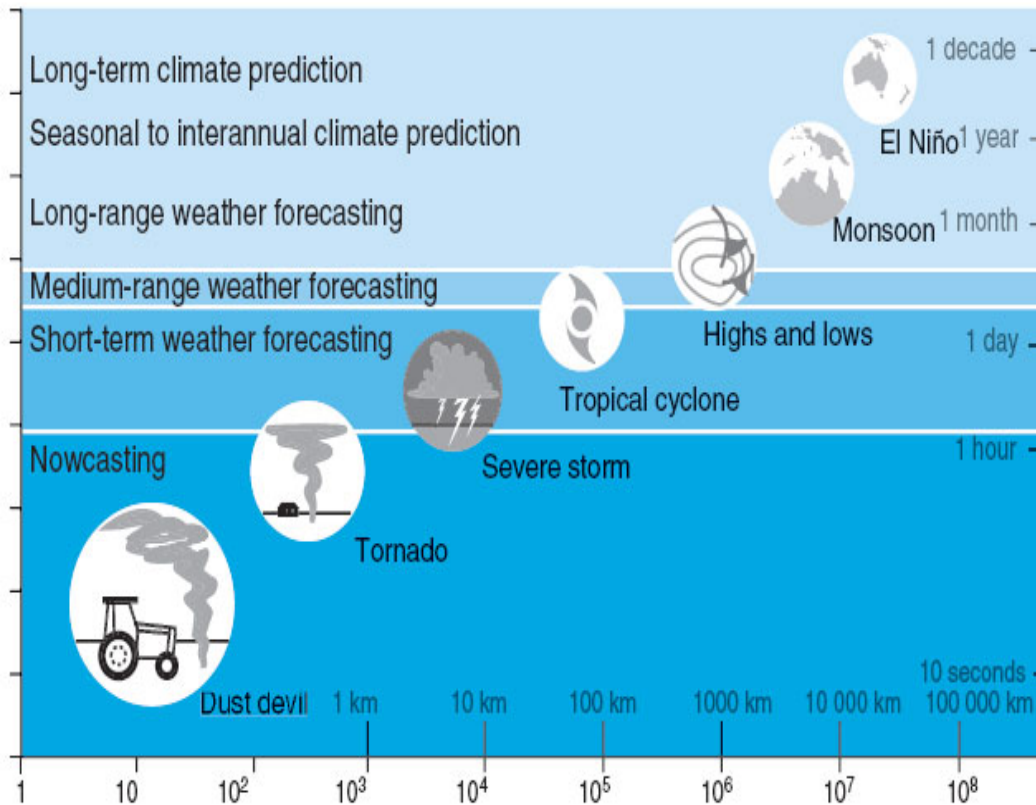 Long-term climate prediction
1 decade
Seasonal to interannual climate prediction
El Niño
1 year
Long-range weather forecasting
Monsoon
1 month
Medium-range weather forecasting
Highs and lows
Short-term weather forecasting
1 day
Tropical cyclone
Nowcasting
Severe storm
1 hour
Tornado
10 seconds
Dust devil
1 km 10 km 100 km 1000 km 10 000 km 100 000 km
1 10 10² 10³ 10⁴ 10⁵ 10⁶ 10⁷ 10⁸